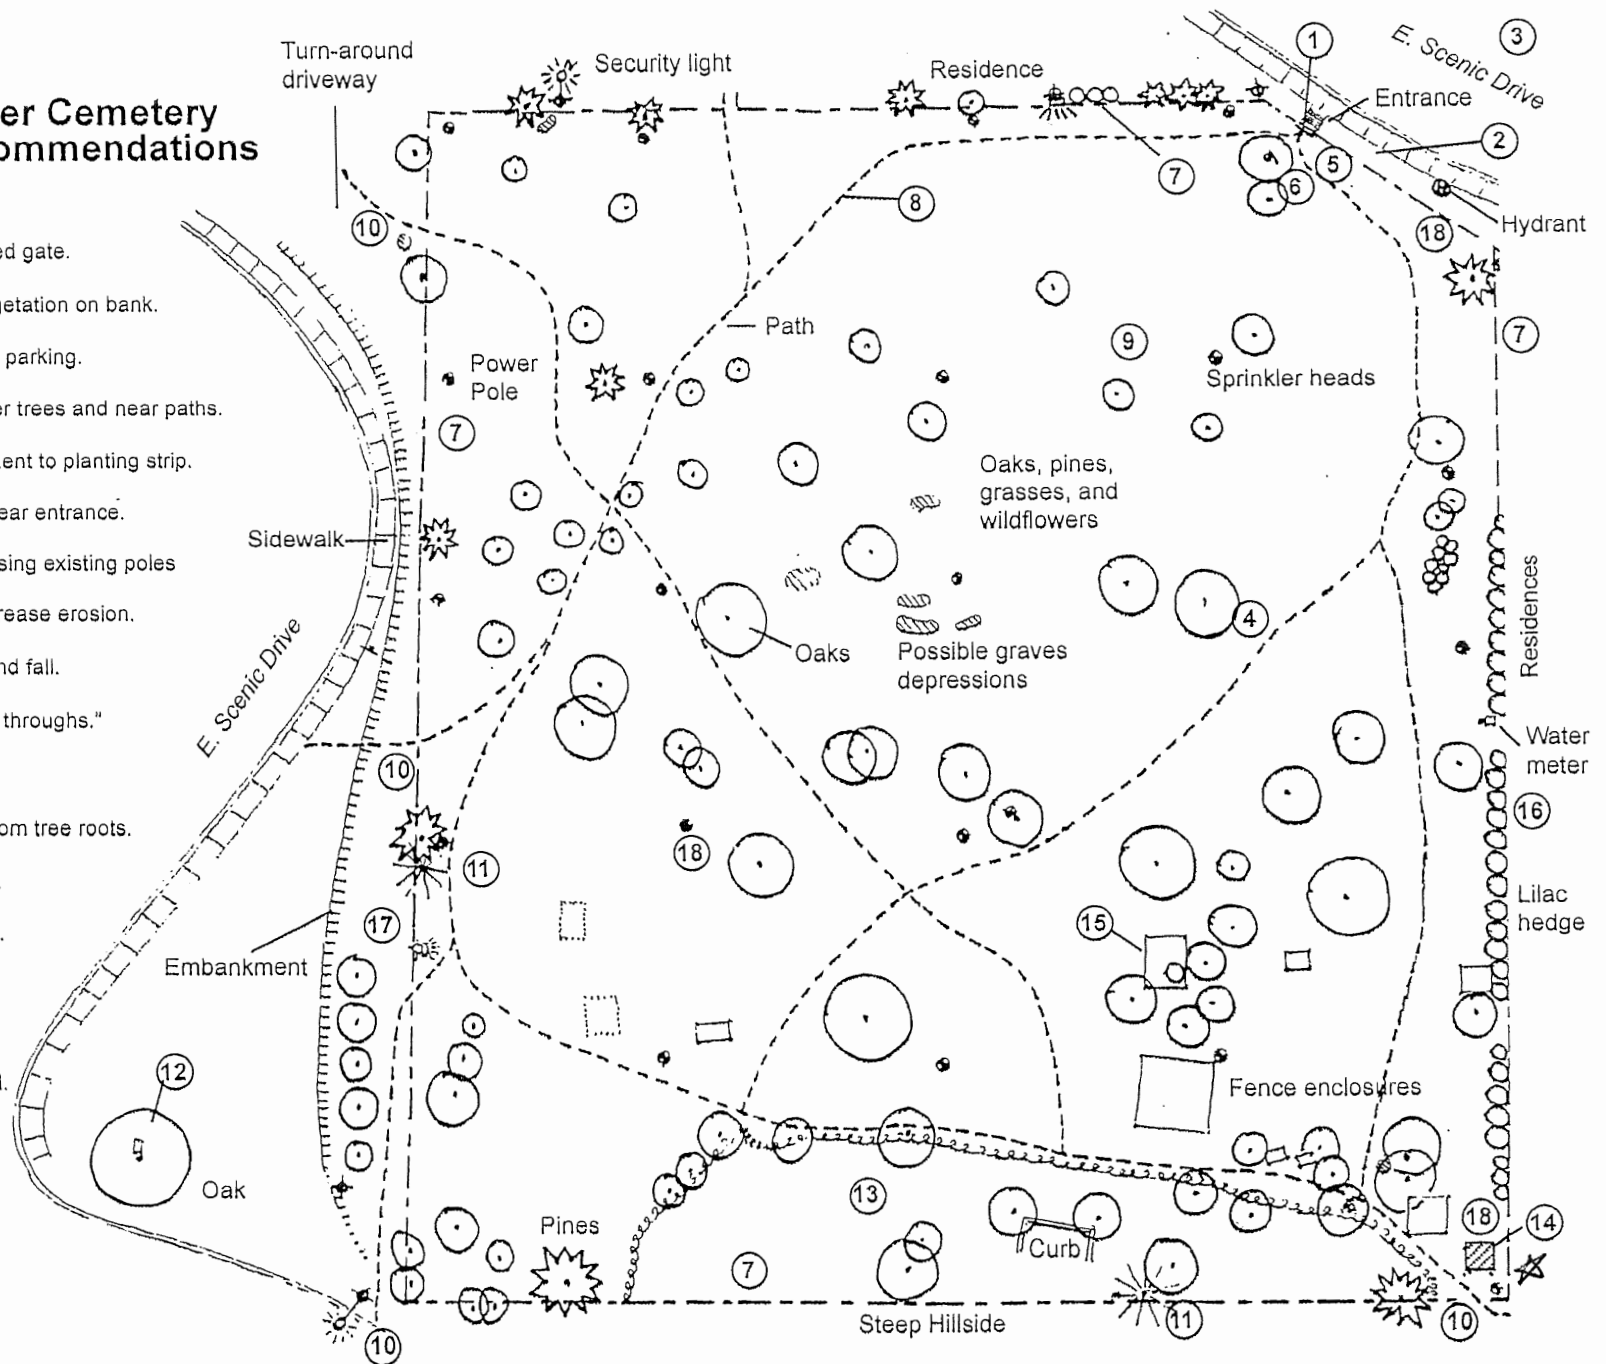 er Cemetery
ommendations
ed gate.
getation on bank.
parking.
er trees and near paths.
ent to planting strip.
ear entrance.
sing existing poles
rease erosion.
nd fall.
throughs."
om tree roots.
Turn-around
driveway
Security light
Residence
1
3
E. Scenic Drive
Entrance
2
7
5
6
8
10
18
Hydrant
Path
9
7
Power
Pole
Sprinkler heads
7
Oaks, pines,
grasses, and
wildflowers
Sidewalk
4
Residences
Oaks
Possible graves
depressions
E. Scenic Drive
Water
meter
10
16
18
11
Lilac
hedge
17
15
Embankment
12
Fence enclosures
Oak
13
Pines
Curb
18
14
7
Steep Hillside
11
10
10